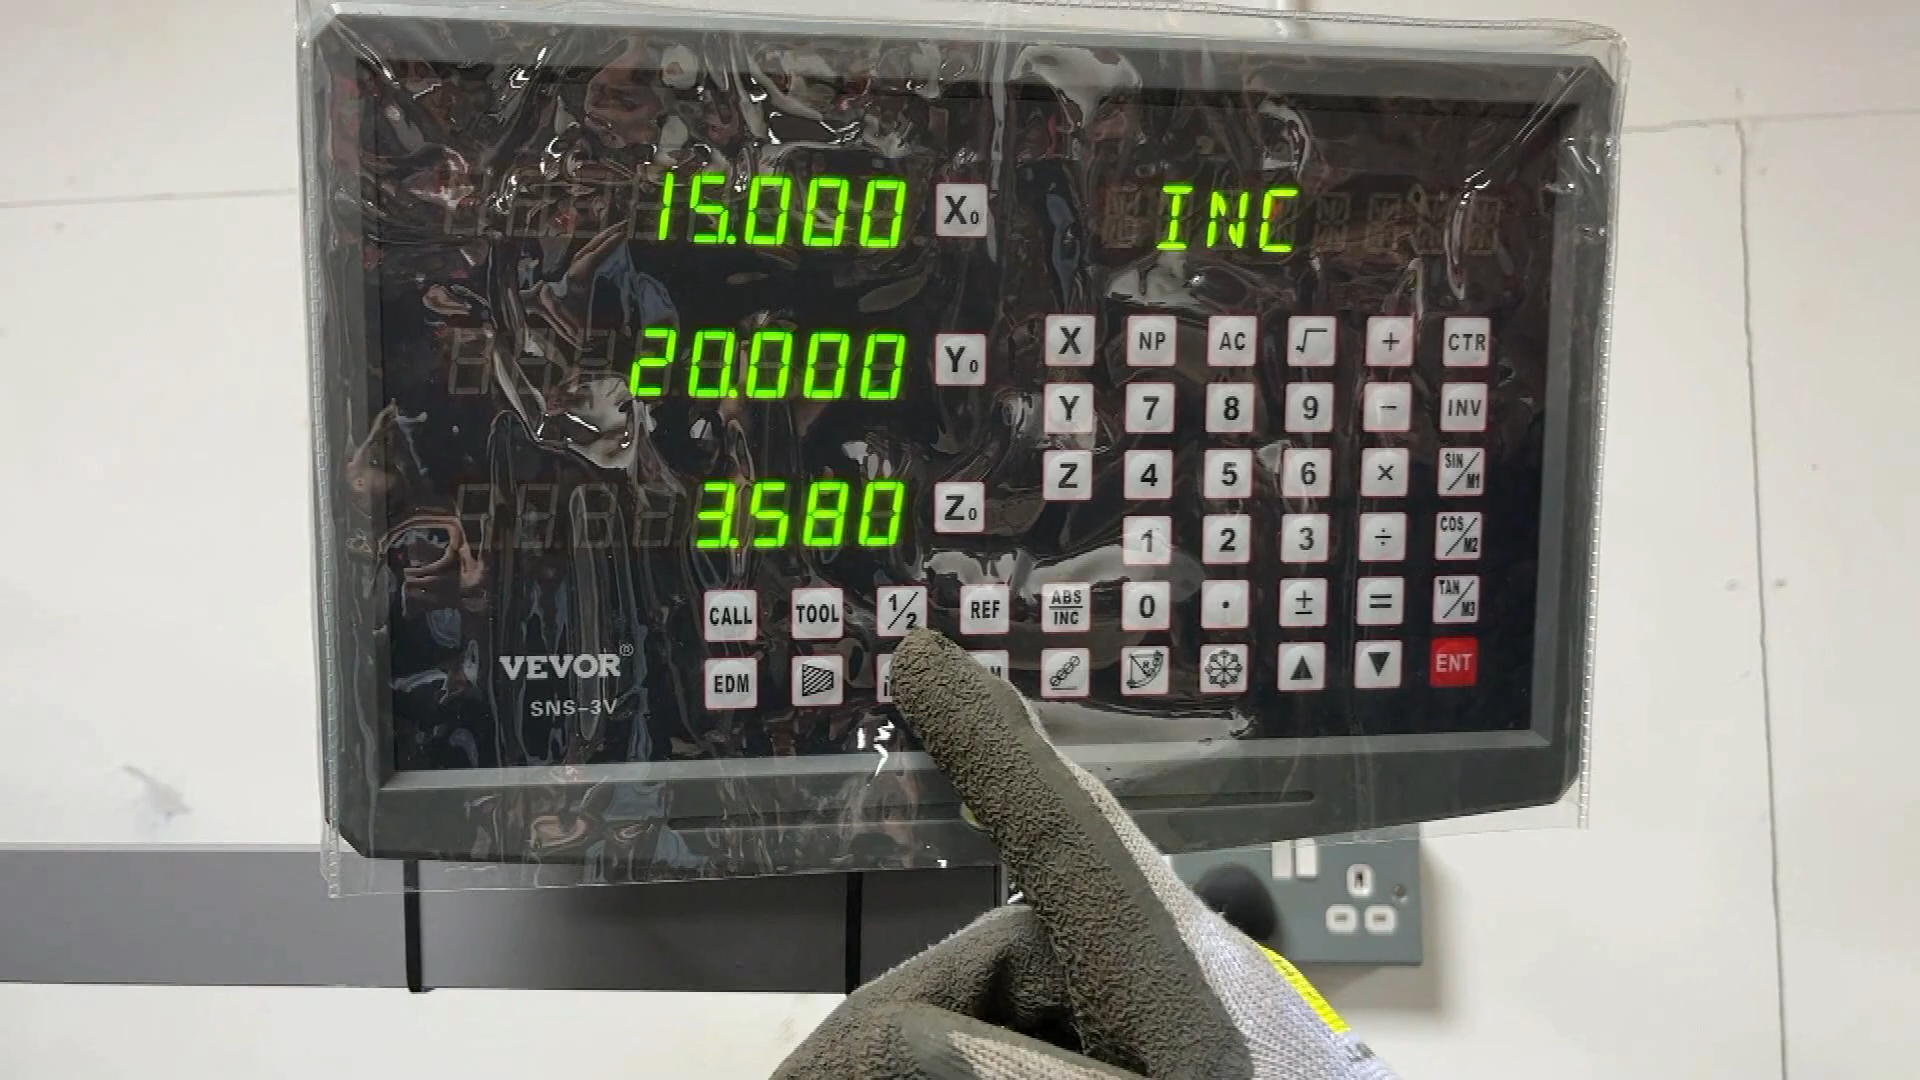 15.000 X0 INC
20.000 Y0
3.580 Z0
X NP AC √ + CTR
Y 7 8 9 − INV
Z 4 5 6 × SIN/M1
1 2 3 ÷ COS/M2
CALL TOOL 1/2 REF ABS/INC 0 . ± = TAN/M3
EDM R ▲ ▼ ENT
VEVOR®
SNS-3V